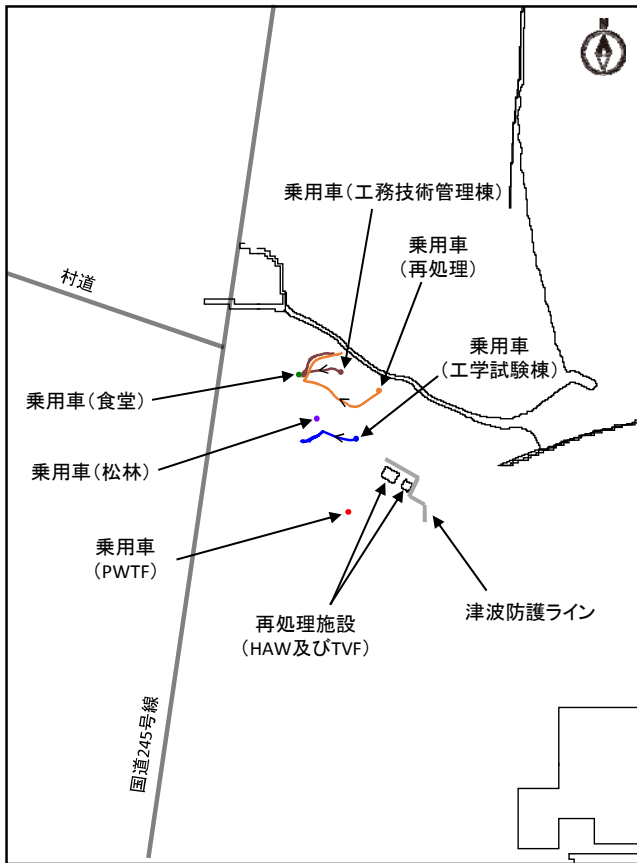 N
乗用車(工務技術管理棟)
乗用車
(再処理)
村道
乗用車
(工学試験棟)
乗用車(食堂)
乗用車(松林)
乗用車
(PWTF)
津波防護ライン
再処理施設
(HAW及びTVF)
国道245号線